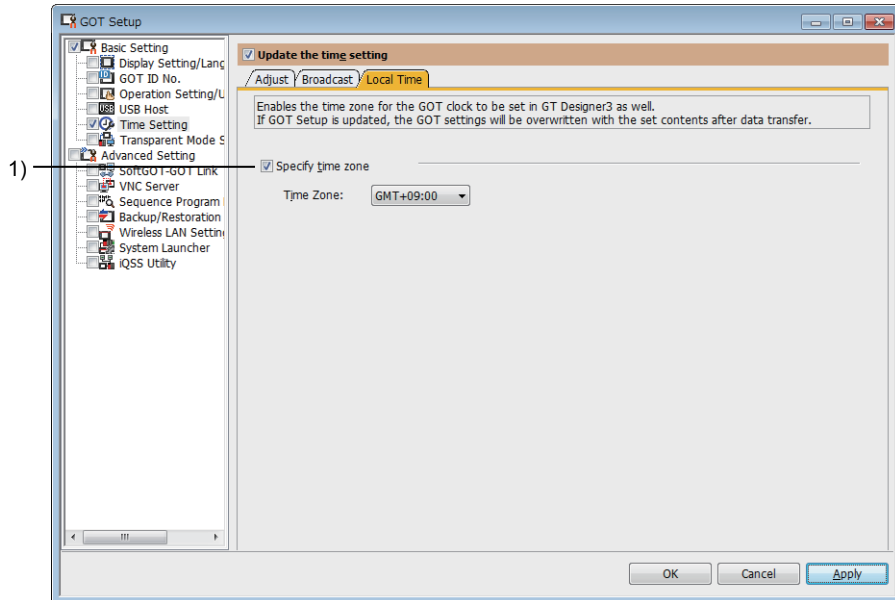 GOT Setup
Basic Setting
Display Setting/Lang
GOT ID No.
Operation Setting/U
USB Host
Time Setting
Transparent Mode S
Advanced Setting
SoftGOT-GOT Link
VNC Server
Sequence Program
Backup/Restoration
Wireless LAN Settin
System Launcher
iQSS Utility
Update the time setting
Adjust Broadcast Local Time
Enables the time zone for the GOT clock to be set in GT Designer3 as well.
If GOT Setup is updated, the GOT settings will be overwritten with the set contents after data transfer.
1)
Specify time zone
Time Zone: GMT+09:00
OK Cancel Apply